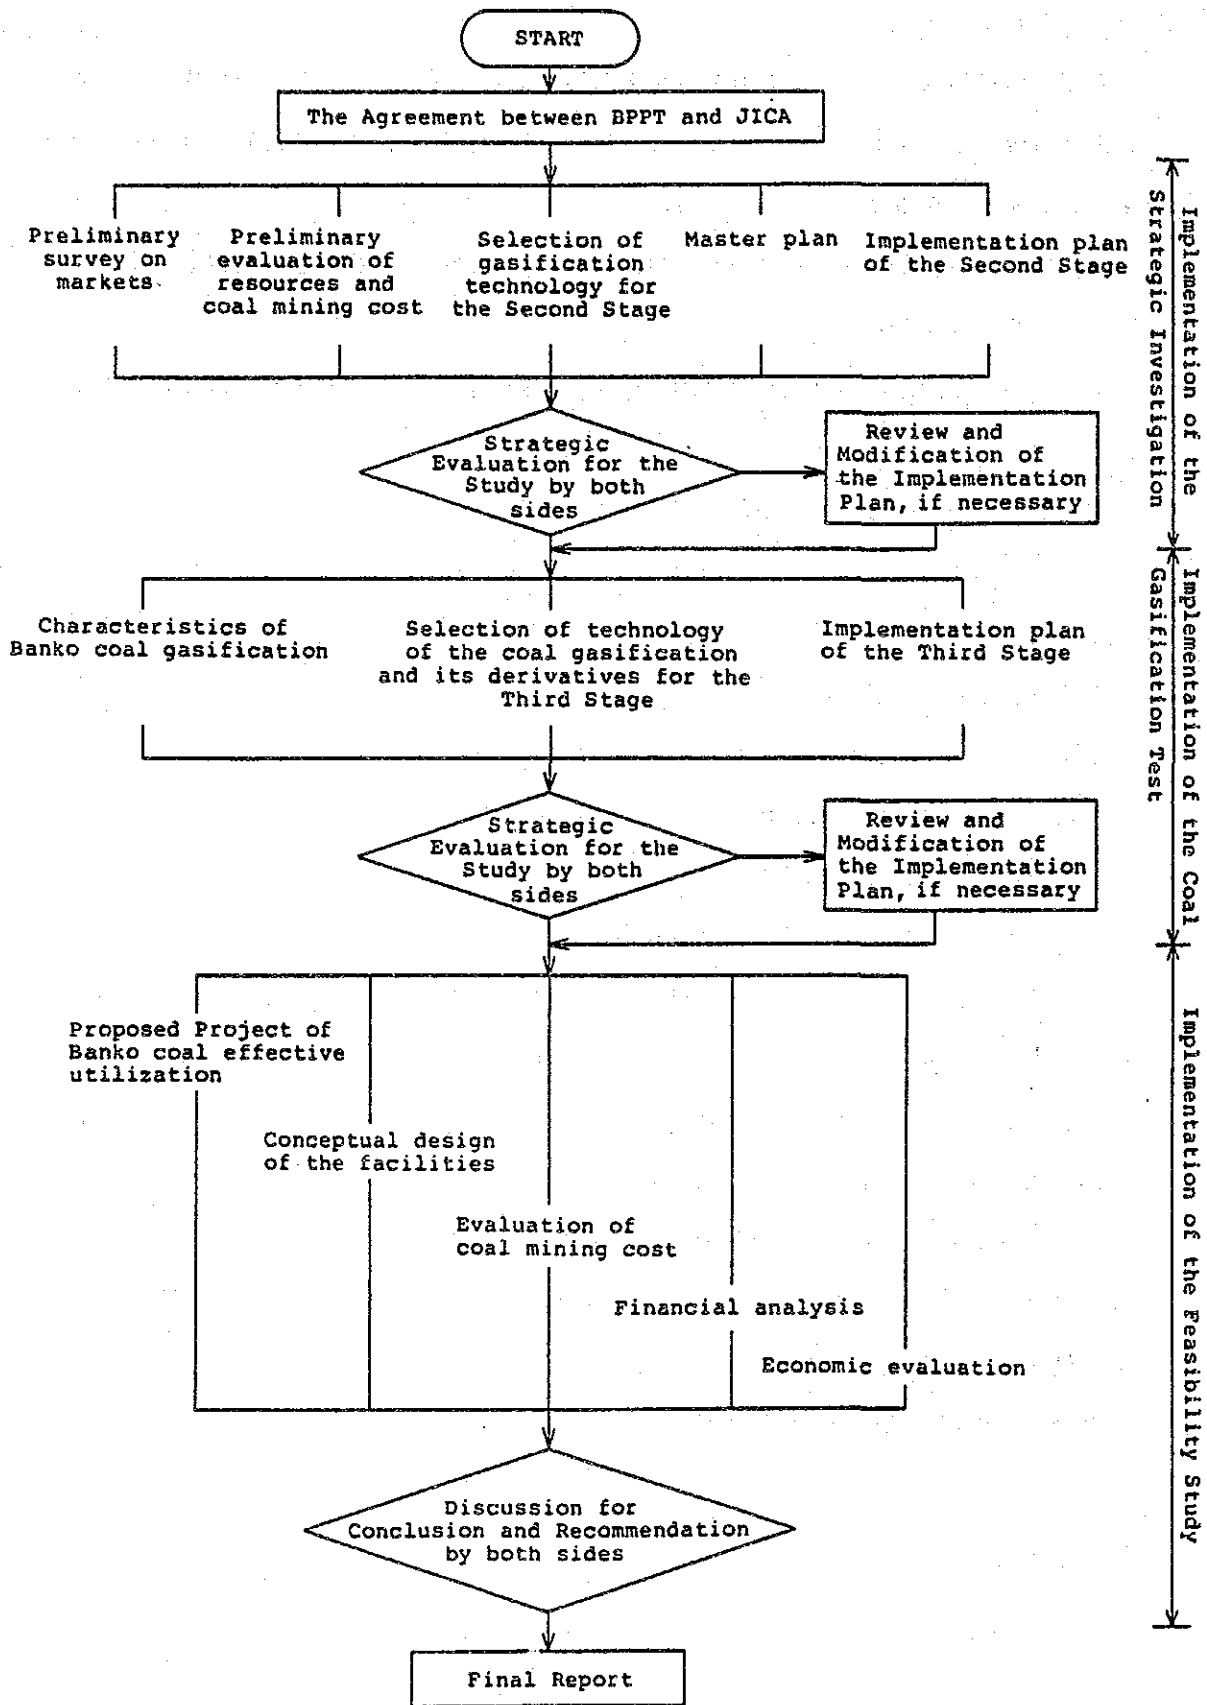 START
The Agreement between BPPT and JICA
Preliminary
survey on
markets
Preliminary
evaluation of
resources and
coal mining cost
Selection of
gasification
technology for
the Second Stage
Master plan
Implementation plan
of the Second Stage
Strategic
Evaluation for the
Study by both
sides
Review and
Modification of
the Implementation
Plan, if necessary
Implementation of the
Strategic Investigation
Characteristics of
Banko coal gasification
Selection of technology
of the coal gasification
and its derivatives for the
Third Stage
Implementation plan
of the Third Stage
Strategic
Evaluation for the
Study by both
sides
Review and
Modification of
the Implementation
Plan, if necessary
Implementation of the Coal
Gasification Test
Proposed Project of
Banko coal effective
utilization
Conceptual design
of the facilities
Evaluation of
coal mining cost
Financial analysis
Economic evaluation
Discussion for
Conclusion and Recommendation
by both sides
Implementation of the Feasibility Study
Final Report